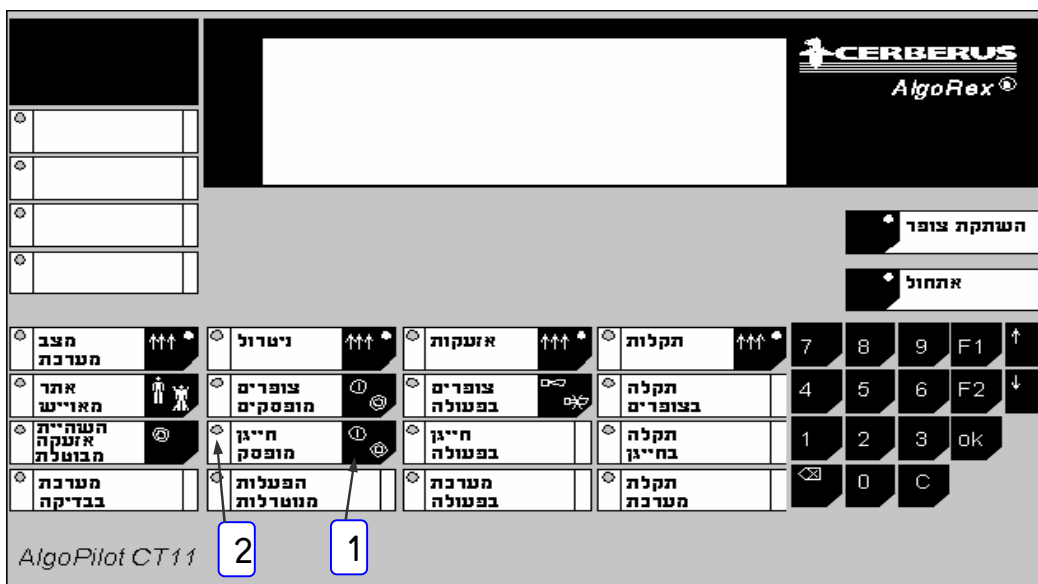 CERBERUS
AlgoRex ®
השתקת צופר
אתחול
מצב
מערכת
ניטרול
אזעקות
תקלות
7 8 9 F1 ↑
אתר
מאוייש
צופרים
מופסקים
צופרים
בפעולה
תקלה
בצופרים
4 5 6 F2 ↓
השהיית
אזעקה
מבוטלת
חייגן
מופסק
חייגן
בפעולה
תקלה
בחייגן
1 2 3 ok
מערכת
בבדיקה
הפעלות
מנוטרלות
מערכת
בפעולה
תקלת
מערכת
0 C
AlgoPilot CT11
2
1